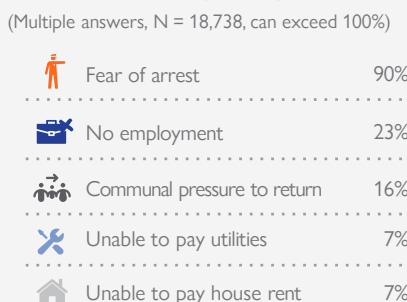 (Multiple answers, N = 18,738, can exceed 100%)
Fear of arrest 90%
No employment 23%
Communal pressure to return 16%
Unable to pay utilities 7%
Unable to pay house rent 7%